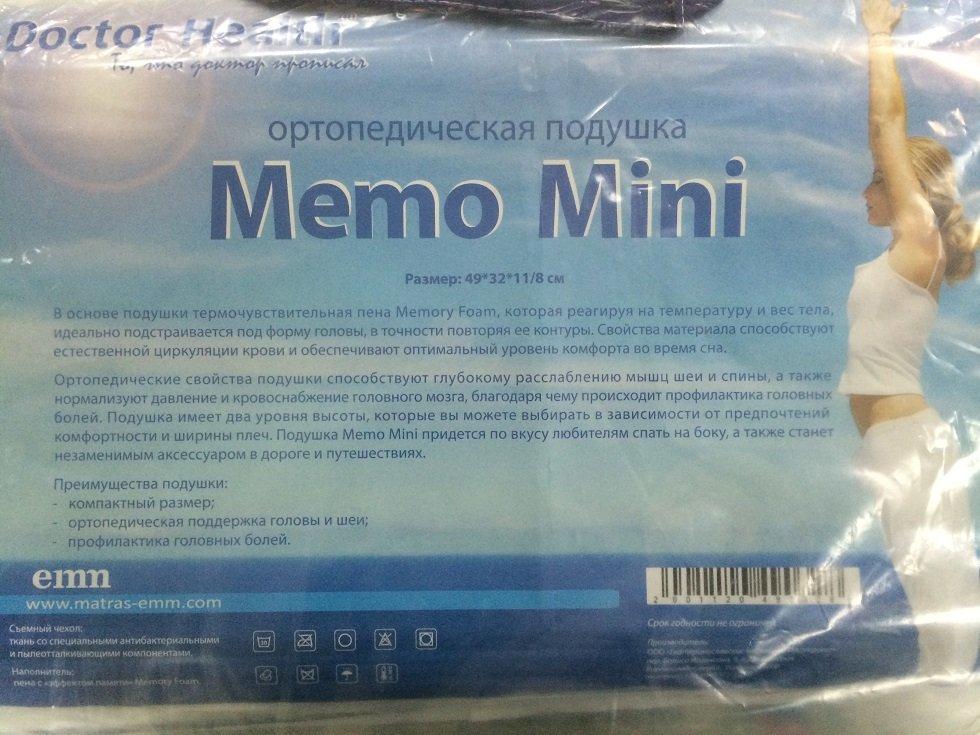 Doctor Health
То, что доктор прописал
ортопедическая подушка
Memo Mini
Размер: 49*32*11/8 см
В основе подушки термочувствительная пена Memory Foam, которая реагируя на температуру и вес тела,
идеально подстраивается под форму головы, в точности повторяя ее контуры. Свойства материала способствуют
естественной циркуляции крови и обеспечивают оптимальный уровень комфорта во время сна.
Ортопедические свойства подушки способствуют глубокому расслаблению мышц шеи и спины, а также
нормализуют давление и кровоснабжение головного мозга, благодаря чему происходит профилактика головных
болей. Подушка имеет два уровня высоты, которые вы можете выбирать в зависимости от предпочтений
комфортности и ширины плеч. Подушка Memo Mini придется по вкусу любителям спать на боку, а также станет
незаменимым аксессуаром в дороге и путешествиях.
Преимущества подушки:
- компактный размер;
- ортопедическая поддержка головы и шеи;
- профилактика головных болей.
emm
www.matras-emm.com
Съемный чехол:
ткань со специальными антибактериальными
и пылеотталкивающими компонентами.
Наполнитель:
пена с «эффектом памяти» Memory Foam.
Срок годности не ограничен
Производитель: